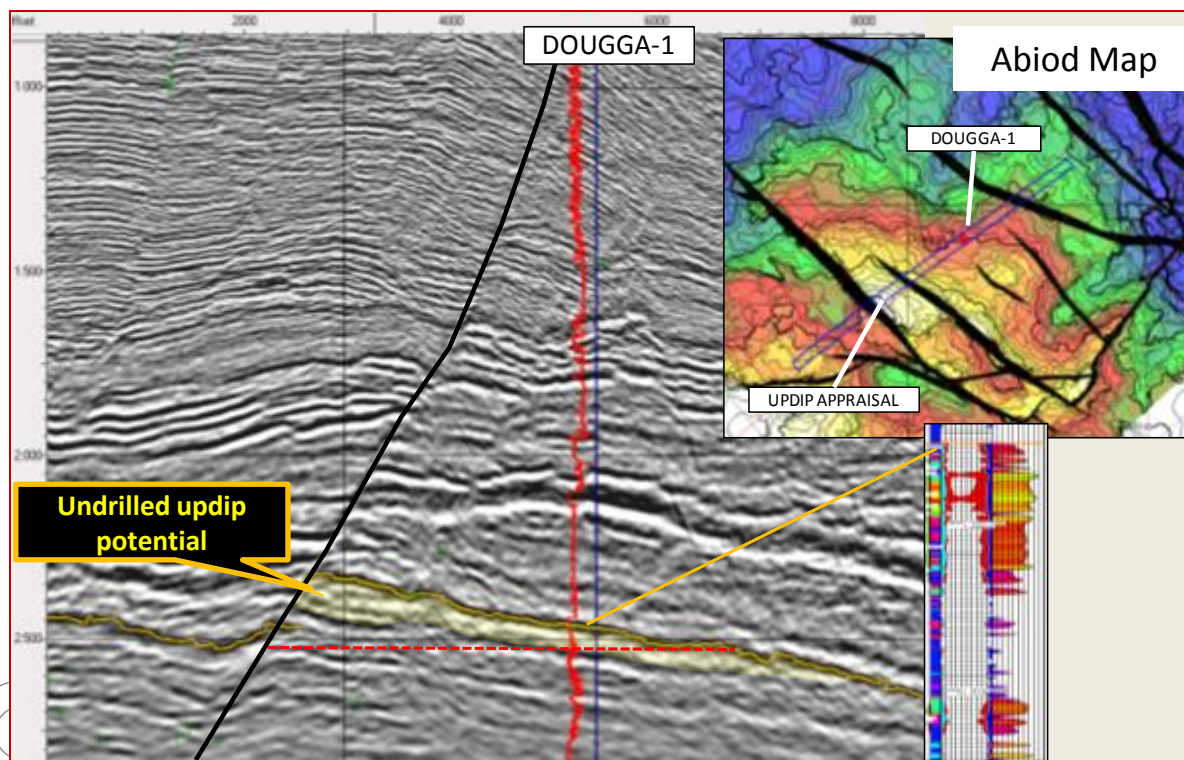 2000
4000
6000
8000
DOUGGA-1
Abiod Map
1.000
DOUGGA-1
1.500
UPDIP APPRAISAL
2.000
Undrilled updip
potential
2.500